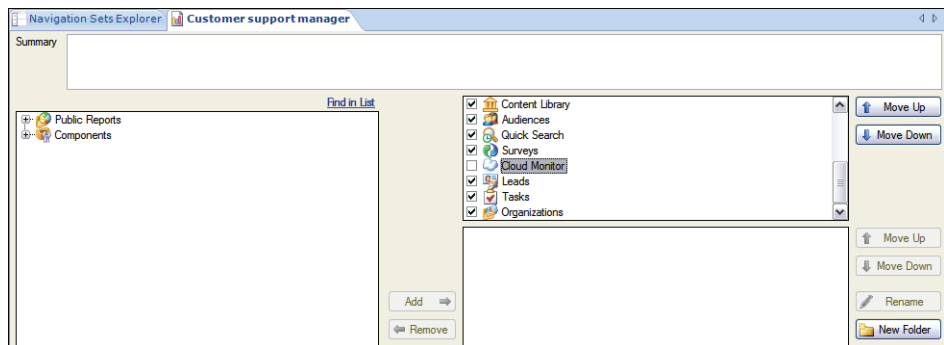 Navigation Sets Explorer
Customer support manager
Summary
Find in List
Public Reports
Components
Content Library
Audiences
Quick Search
Surveys
Cloud Monitor
Leads
Tasks
Organizations
Move Up
Move Down
Move Up
Move Down
Add
Rename
Remove
New Folder